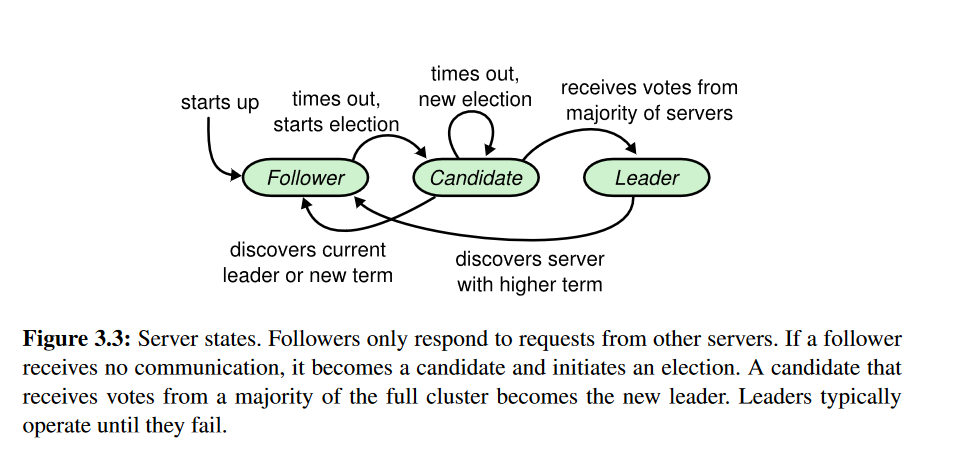 times out,
new election
receives votes from
majority of servers
starts up
times out,
starts election
Follower
Candidate
Leader
discovers current
leader or new term
discovers server
with higher term
Figure 3.3: Server states. Followers only respond to requests from other servers. If a follower
receives no communication, it becomes a candidate and initiates an election. A candidate that
receives votes from a majority of the full cluster becomes the new leader. Leaders typically
operate until they fail.